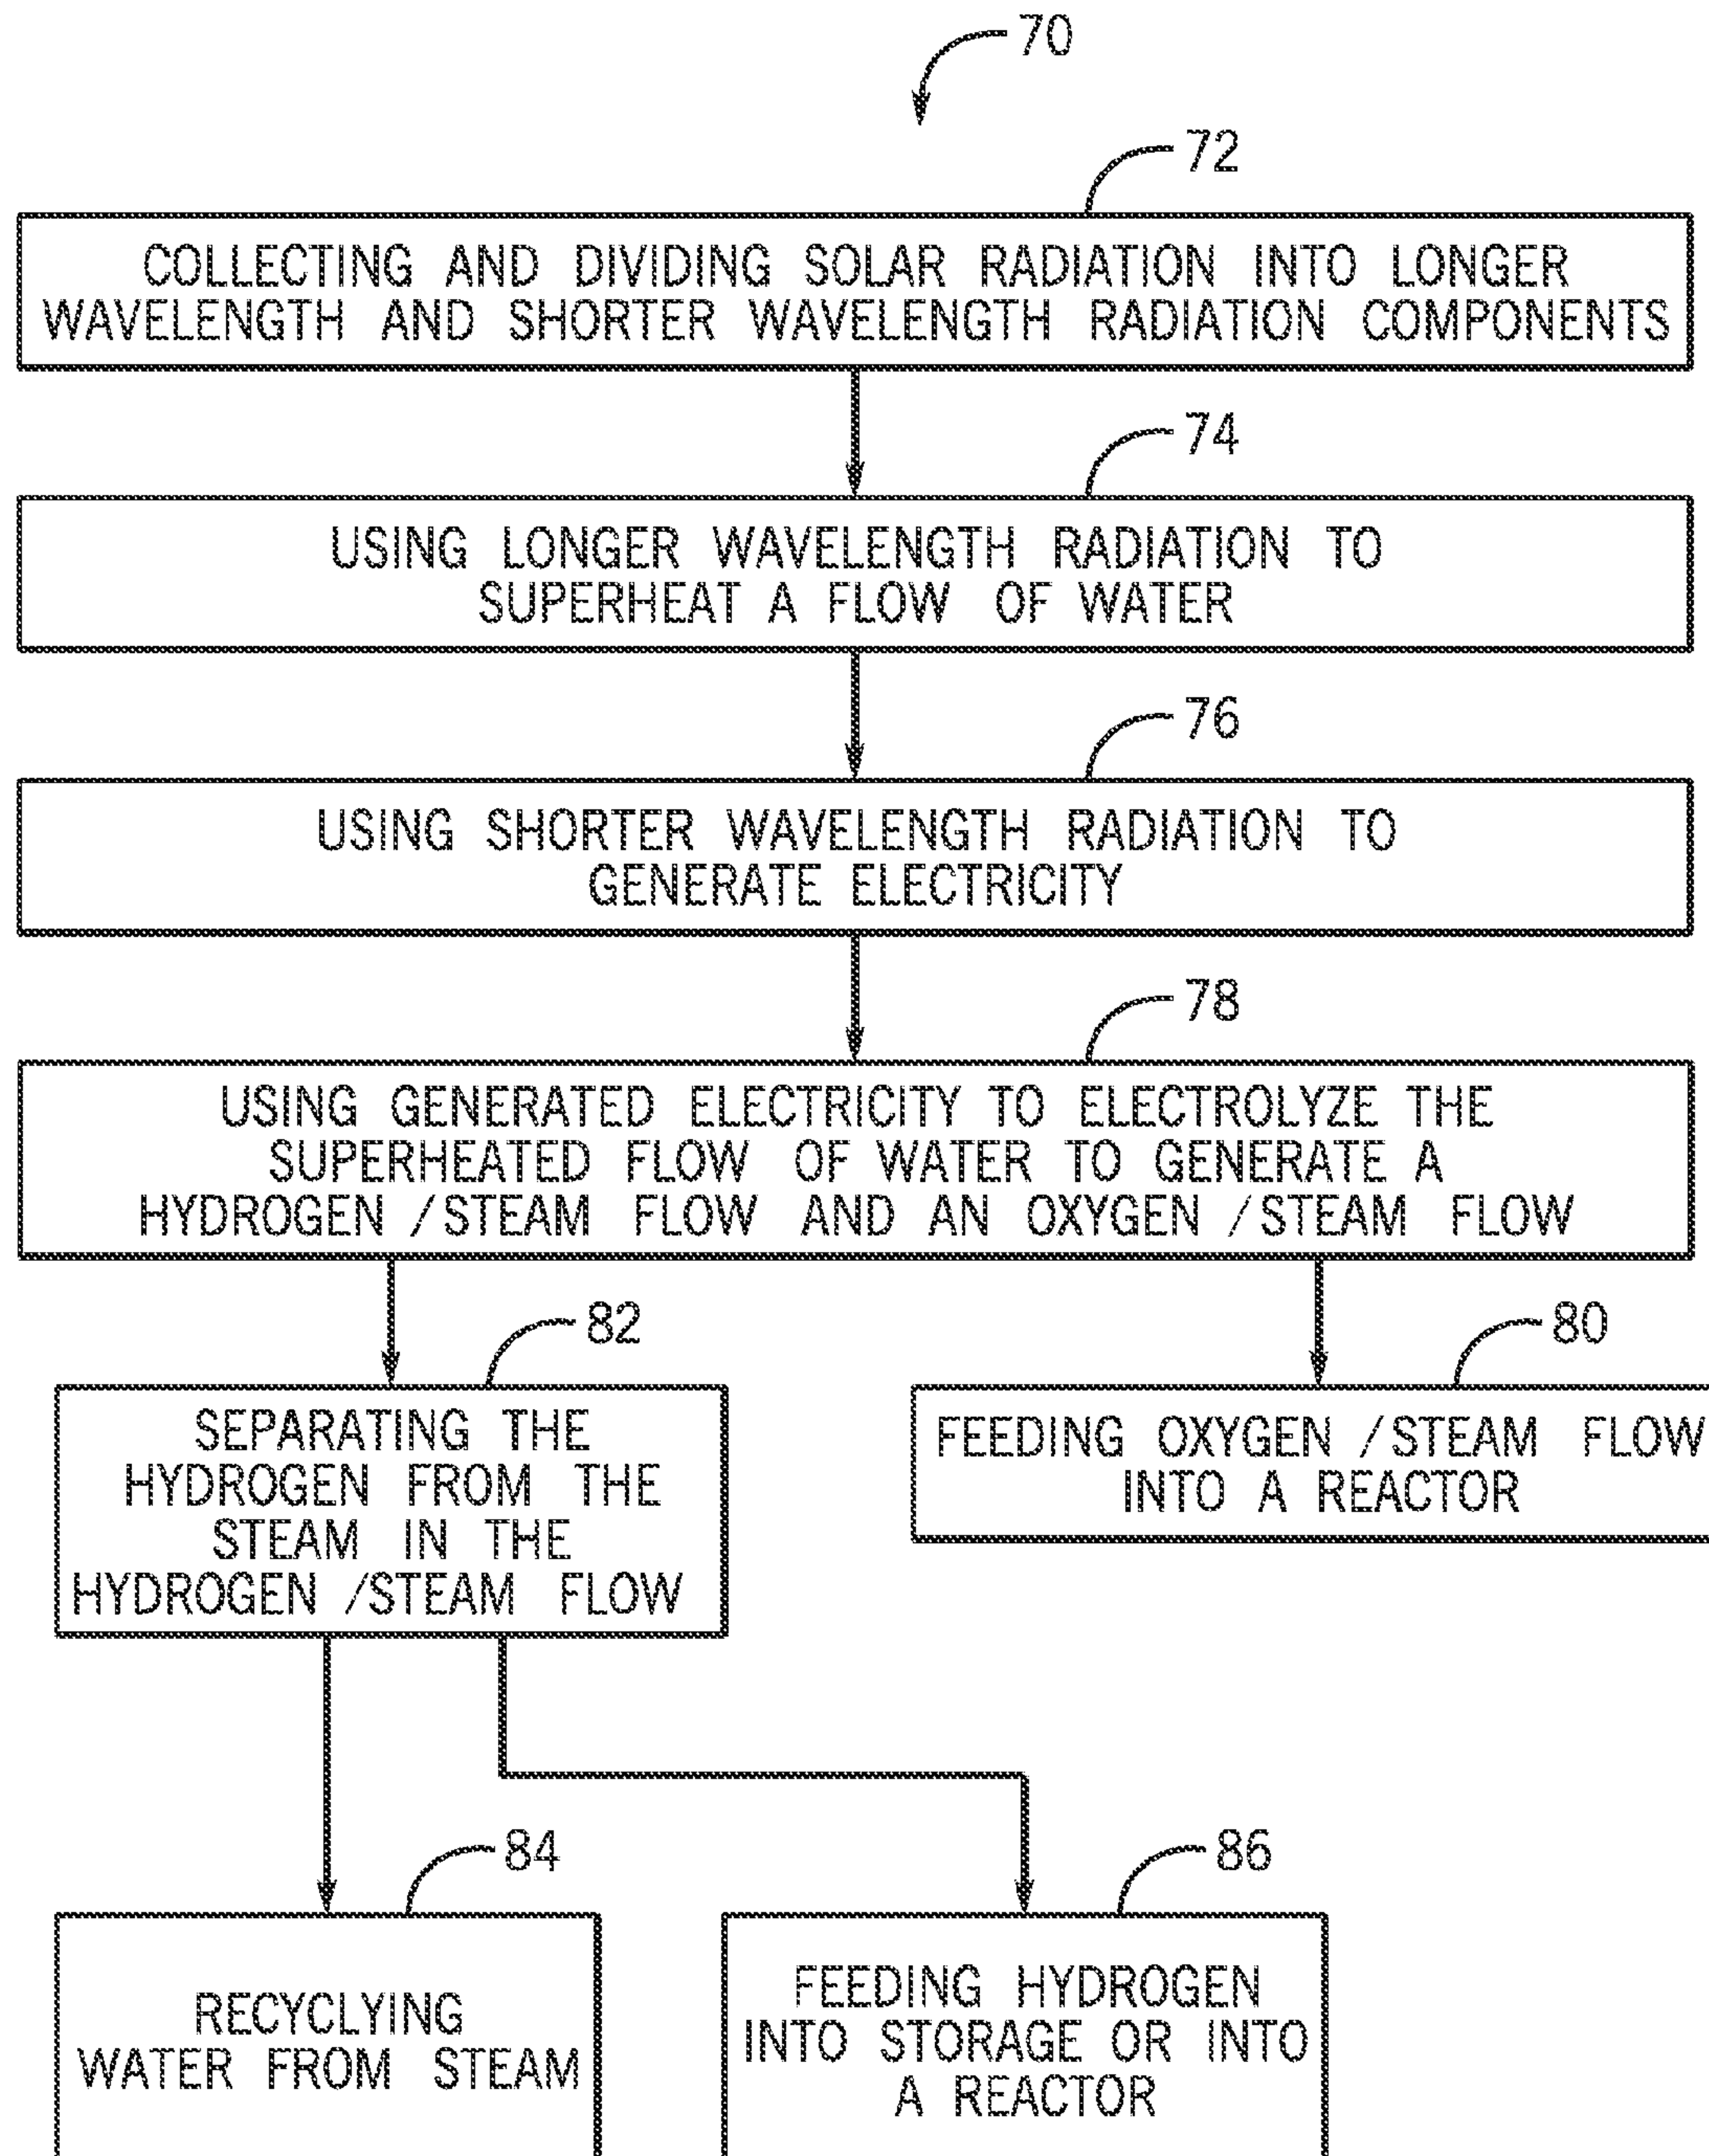 70
72
COLLECTING AND DIVIDING SOLAR RADIATION INTO LONGER
WAVELENGTH AND SHORTER WAVELENGTH RADIATION COMPONENTS
74
USING LONGER WAVELENGTH RADIATION TO
SUPERHEAT A FLOW OF WATER
76
USING SHORTER WAVELENGTH RADIATION TO
GENERATE ELECTRICITY
78
USING GENERATED ELECTRICITY TO ELECTROLYZE THE
SUPERHEATED FLOW OF WATER TO GENERATE A
HYDROGEN /STEAM FLOW AND AN OXYGEN /STEAM FLOW
82
SEPARATING THE
HYDROGEN FROM THE
STEAM IN THE
HYDROGEN /STEAM FLOW
80
FEEDING OXYGEN /STEAM FLOW
INTO A REACTOR
84
RECYCLYING
WATER FROM STEAM
86
FEEDING HYDROGEN
INTO STORAGE OR INTO
A REACTOR